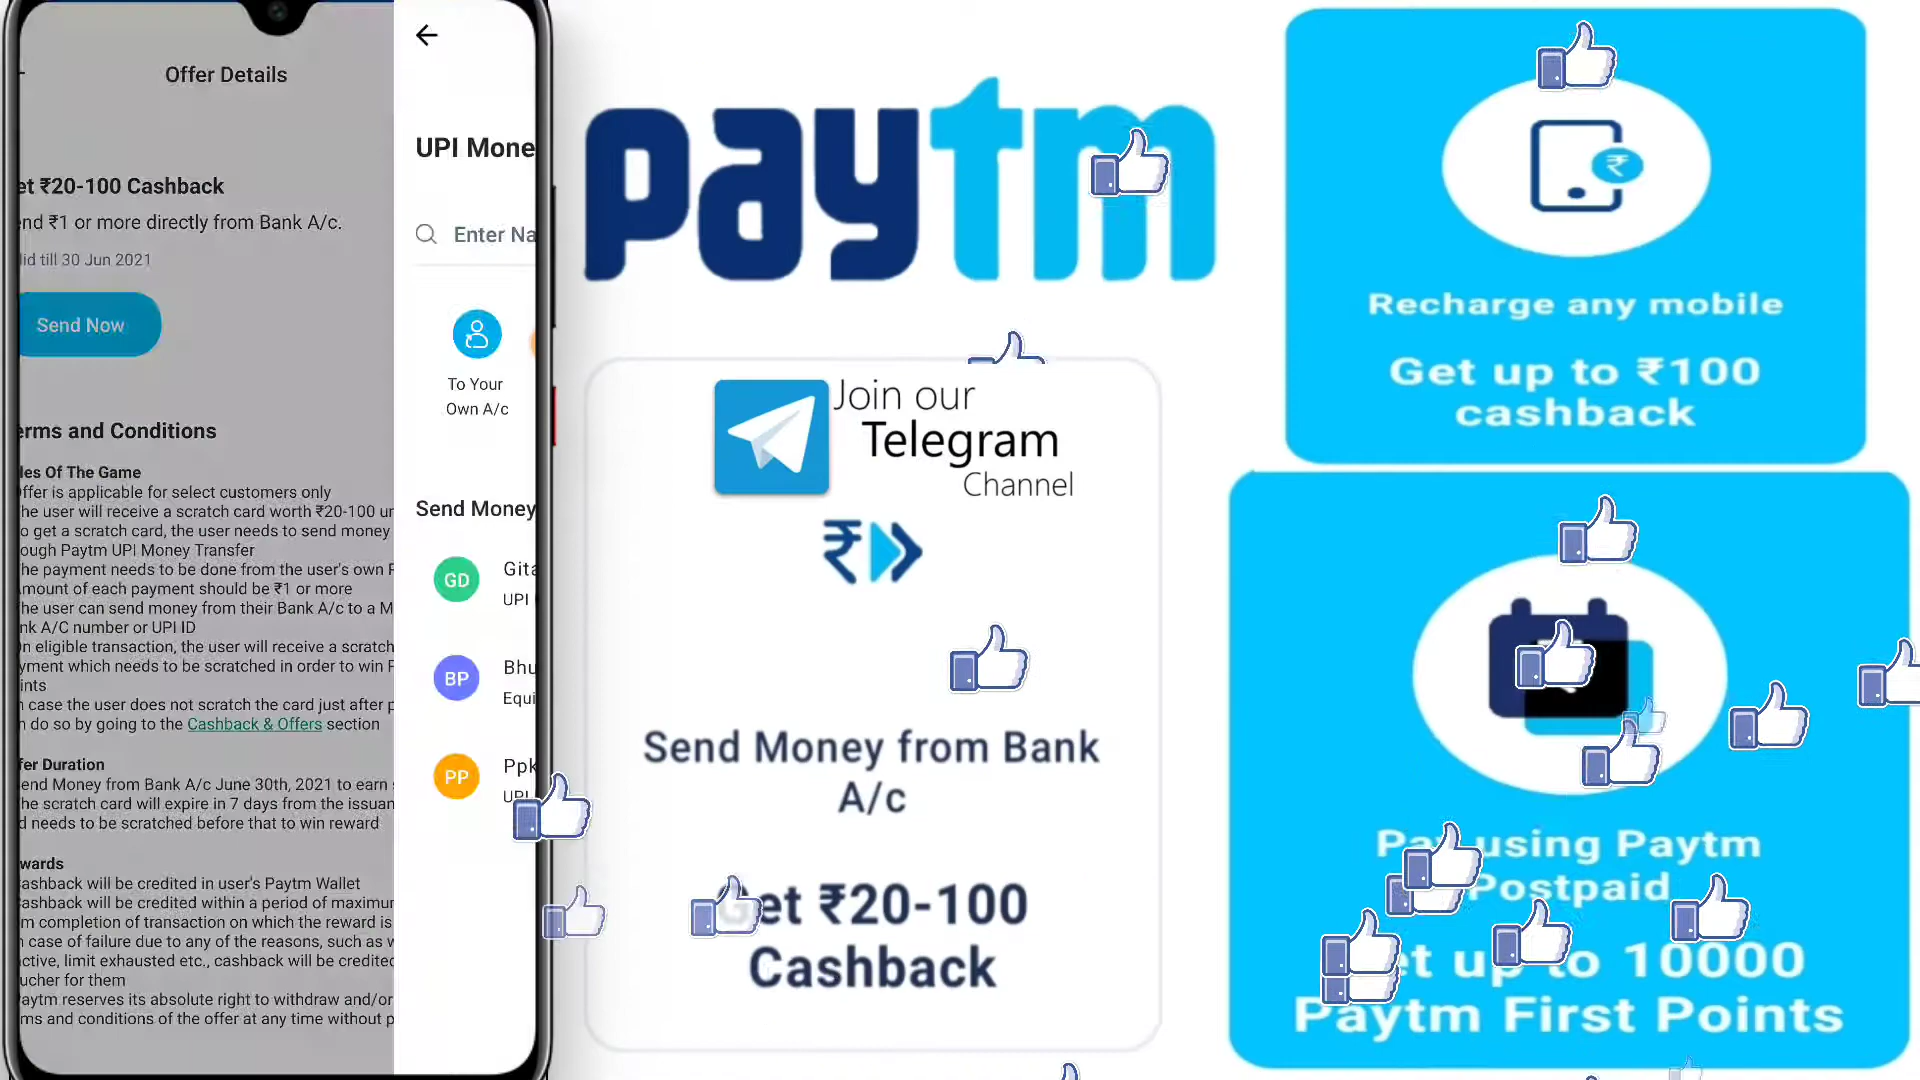 Offer Details
et ₹20-100 Cashback
nd ₹1 or more directly from Bank A/c.
lid till 30 Jun 2021
Send Now
erms and Conditions
les Of The Game
ffer is applicable for select customers only
he user will receive a scratch card worth ₹20-100 u
o get a scratch card, the user needs to send money
ough Paytm UPI Money Transfer
he payment needs to be done from the user's own
mount of each payment should be ₹1 or more
he user can send money from their Bank A/c to a M
nk A/C number or UPI ID
n eligible transaction, the user will receive a scratch
yment which needs to be scratched in order to win
ints
case the user does not scratch the card just after p
n do so by going to the Cashback & Offers section
fer Duration
end Money from Bank A/c June 30th, 2021 to earn
he scratch card will expire in 7 days from the issuan
d needs to be scratched before that to win reward
wards
ashback will be credited in user's Paytm Wallet
ashback will be credited within a period of maximum
m completion of transaction on which the reward is
n case of failure due to any of the reasons, such as w
ctive, limit exhausted etc., cashback will be credited
ucher for them
aytm reserves its absolute right to withdraw and/or
ms and conditions of the offer at any time without p
UPI Mone
Enter Na
To Your
Own A/c
Send Money
GD
Gita
UPI
BP
Bhu
Equi
PP
Ppk
UPI
paytm
Join our
Telegram
Channel
₹
Send Money from Bank
A/c
Get ₹20-100
Cashback
₹
Recharge any mobile
Get up to ₹100
cashback
Pay using Paytm
Postpaid
Get up to 10000
Paytm First Points